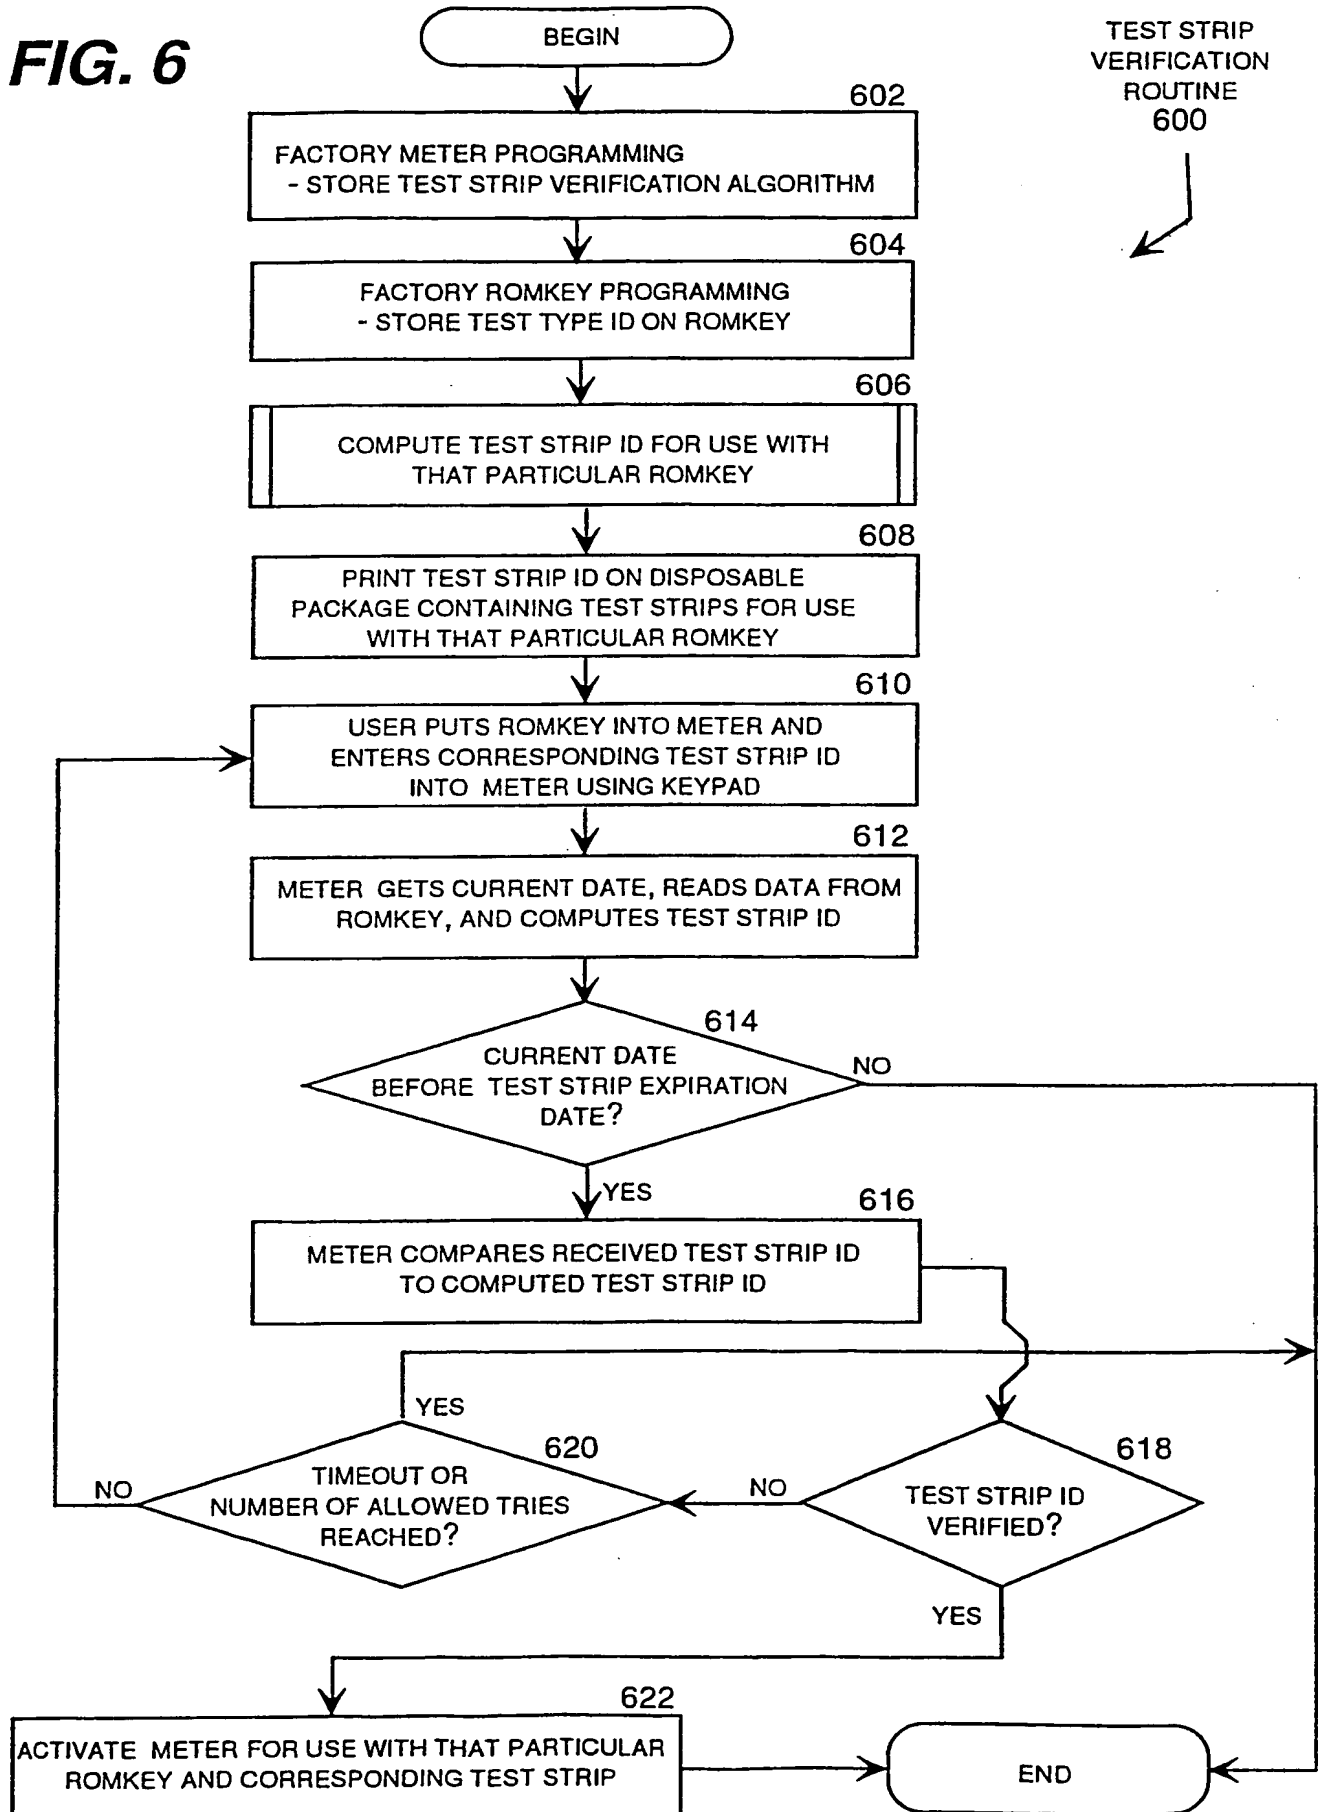 FIG. 6
BEGIN
TEST STRIP
VERIFICATION
ROUTINE
600
602
FACTORY METER PROGRAMMING
- STORE TEST STRIP VERIFICATION ALGORITHM
604
FACTORY ROMKEY PROGRAMMING
- STORE TEST TYPE ID ON ROMKEY
606
COMPUTE TEST STRIP ID FOR USE WITH
THAT PARTICULAR ROMKEY
608
PRINT TEST STRIP ID ON DISPOSABLE
PACKAGE CONTAINING TEST STRIPS FOR USE
WITH THAT PARTICULAR ROMKEY
610
USER PUTS ROMKEY INTO METER AND
ENTERS CORRESPONDING TEST STRIP ID
INTO METER USING KEYPAD
612
METER GETS CURRENT DATE, READS DATA FROM
ROMKEY, AND COMPUTES TEST STRIP ID
614
CURRENT DATE
BEFORE TEST STRIP EXPIRATION
DATE?
NO
YES
616
METER COMPARES RECEIVED TEST STRIP ID
TO COMPUTED TEST STRIP ID
YES
620
TIMEOUT OR
NUMBER OF ALLOWED TRIES
REACHED?
NO
NO
618
TEST STRIP ID
VERIFIED?
YES
622
ACTIVATE METER FOR USE WITH THAT PARTICULAR
ROMKEY AND CORRESPONDING TEST STRIP
END